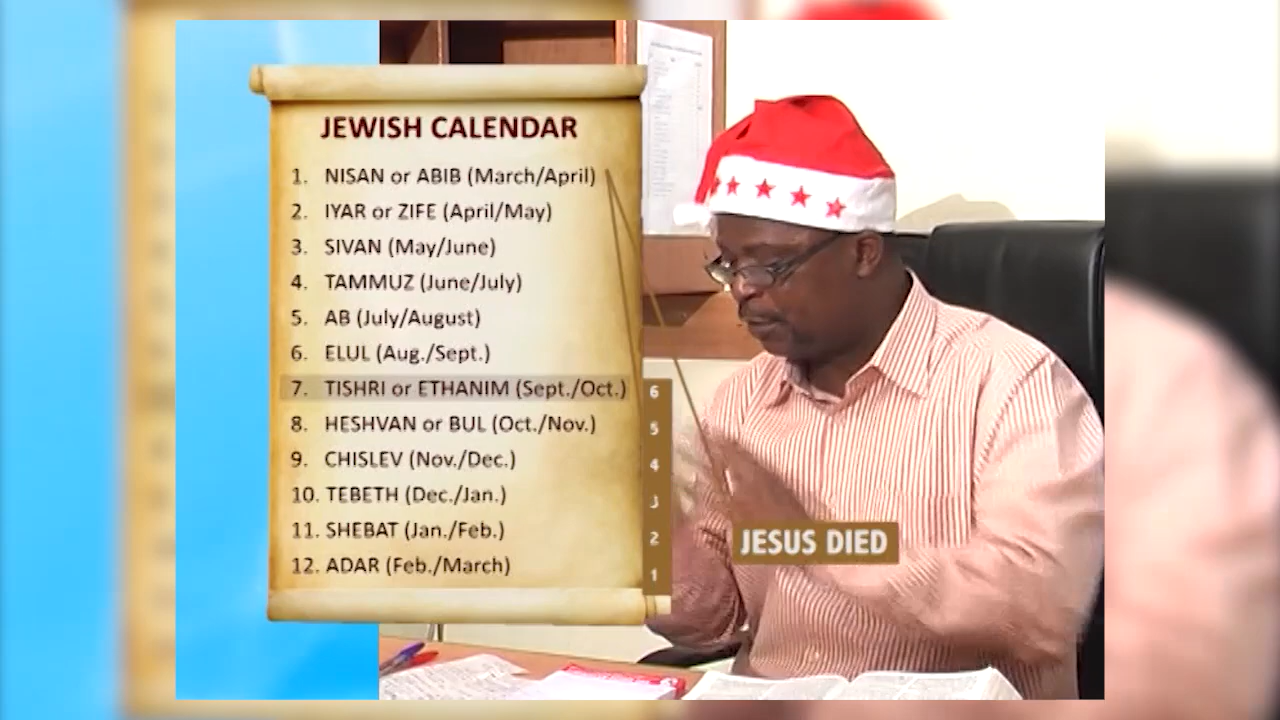 JEWISH CALENDAR
1. NISAN or ABIB (March/April)
2. IYAR or ZIFE (April/May)
3. SIVAN (May/June)
4. TAMMUZ (June/July)
5. AB (July/August)
6. ELUL (Aug./Sept.)
7. TISHRI or ETHANIM (Sept./Oct.)
8. HESHVAN or BUL (Oct./Nov.)
9. CHISLEV (Nov./Dec.)
10. TEBETH (Dec./Jan.)
11. SHEBAT (Jan./Feb.)
12. ADAR (Feb./March)
6
5
4
3
2
1
JESUS DIED